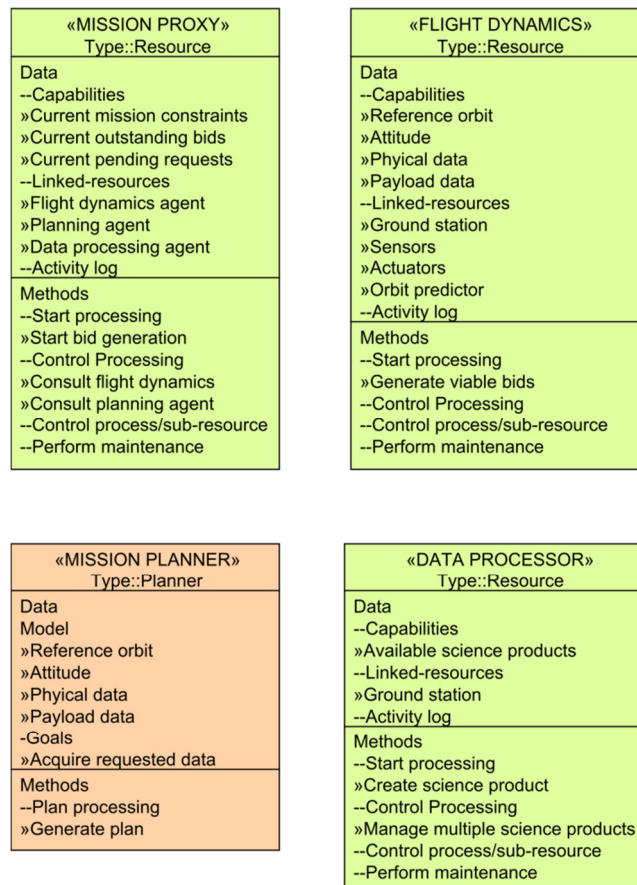 «MISSION PROXY»
Type::Resource
Data
--Capabilities
»Current mission constraints
»Current outstanding bids
»Current pending requests
--Linked-resources
»Flight dynamics agent
»Planning agent
»Data processing agent
--Activity log
Methods
--Start processing
»Start bid generation
--Control Processing
»Consult flight dynamics
»Consult planning agent
--Control process/sub-resource
--Perform maintenance
«FLIGHT DYNAMICS»
Type::Resource
Data
--Capabilities
»Reference orbit
»Attitude
»Phyical data
»Payload data
--Linked-resources
»Ground station
»Sensors
»Actuators
»Orbit predictor
--Activity log
Methods
--Start processing
»Generate viable bids
--Control Processing
--Control process/sub-resource
--Perform maintenance
«MISSION PLANNER»
Type::Planner
Data
Model
»Reference orbit
»Attitude
»Phyical data
»Payload data
-Goals
»Acquire requested data
Methods
--Plan processing
»Generate plan
«DATA PROCESSOR»
Type::Resource
Data
--Capabilities
»Available science products
--Linked-resources
»Ground station
--Activity log
Methods
--Start processing
»Create science product
--Control Processing
»Manage multiple science products
--Control process/sub-resource
--Perform maintenance